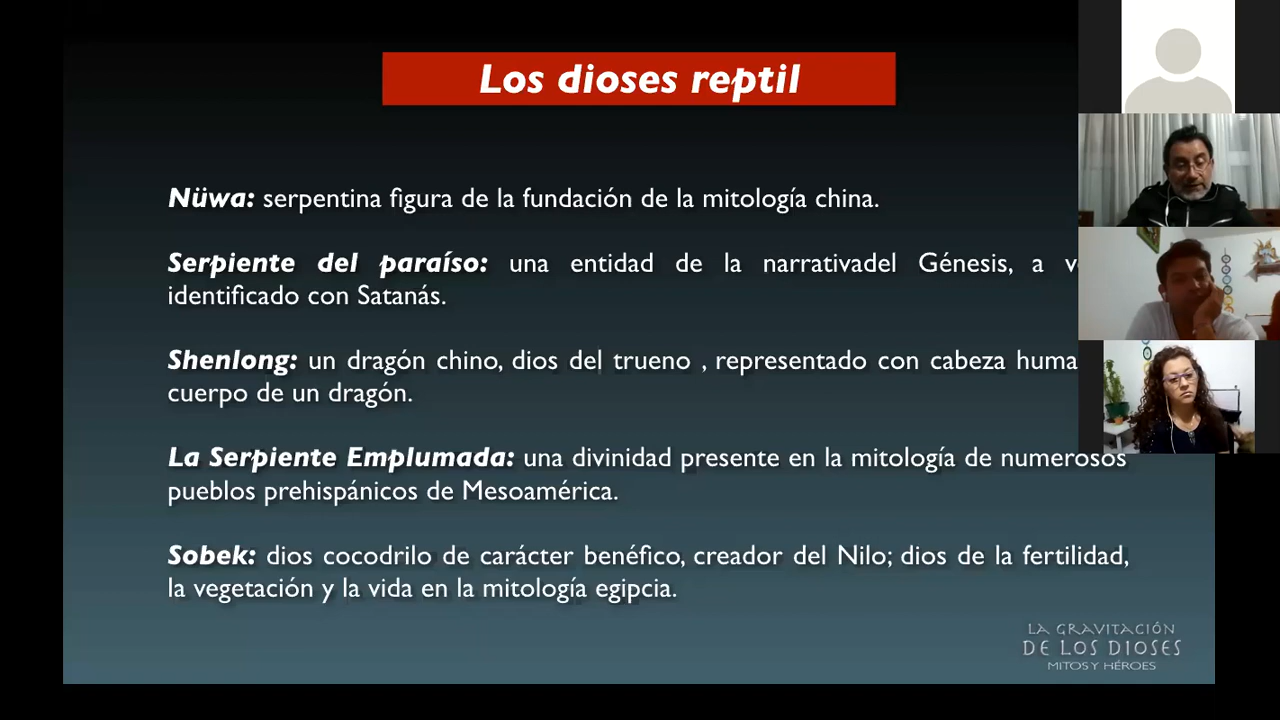 Los dioses reptil
Nüwa: serpentina figura de la fundación de la mitología china.
Serpiente del paraíso: una entidad de la narrativadel Génesis, a
identificado con Satanás.
Shenlong: un dragón chino, dios del trueno , representado con cabeza
cuerpo de un dragón.
La Serpiente Emplumada: una divinidad presente en la mitología de numerosos
pueblos prehispánicos de Mesoamérica.
Sobek: dios cocodrilo de carácter benéfico, creador del Nilo; dios de la fertilidad,
la vegetación y la vida en la mitología egipcia.
LA GRAVITACIÓN
DE LOS DIOSES
MITOS Y HÉROES